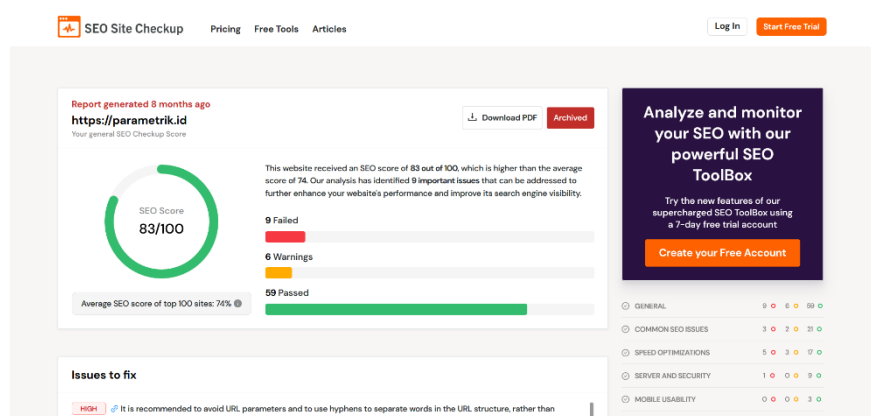 SEO Site Checkup Pricing Free Tools Articles Log In Start Free Trial
Report generated 8 months ago
https://parametrik.id
Your general SEO Checkup Score
Download PDF Archived
SEO Score
83/100
Average SEO score of top 100 sites: 74%
This website received an SEO score of 83 out of 100, which is higher than the average
score of 74. Our analysis has identified 9 important issues that can be addressed to
further enhance your website's performance and improve its search engine visibility.
9 Failed
6 Warnings
59 Passed
Analyze and monitor
your SEO with our
powerful SEO
ToolBox
Try the new features of our
supercharged SEO ToolBox using
a 7-day free trial account
Create your Free Account
GENERAL 9 6 59
COMMON SEO ISSUES 3 2 21
SPEED OPTIMIZATIONS 5 3 17
SERVER AND SECURITY 1 0 9
MOBILE USABILITY 0 0 3
Issues to fix
HIGH It is recommended to avoid URL parameters and to use hyphens to separate words in the URL structure, rather than